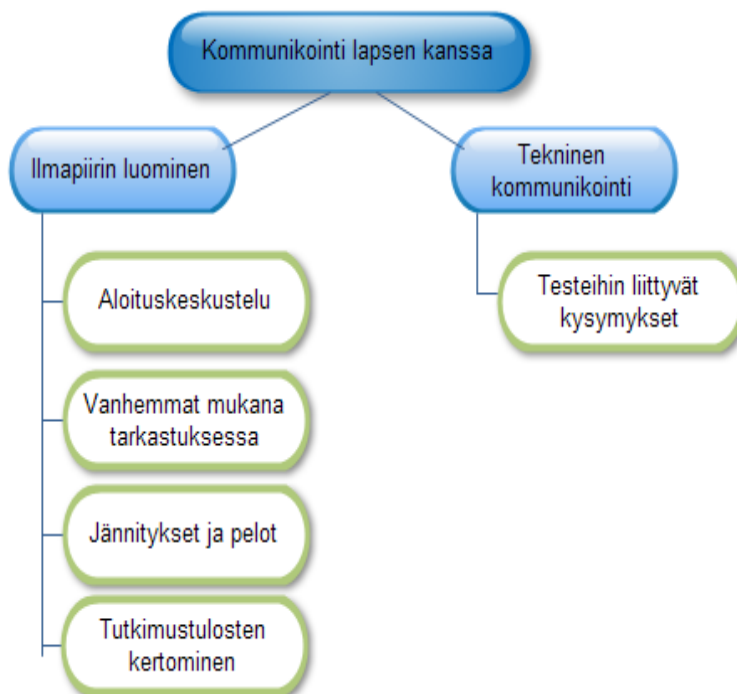 Kommunikointi lapsen kanssa
Ilmapiirin luominen
Aloituskeskustelu
Vanhemmat mukana
tarkastuksessa
Jännitykset ja pelot
Tutkimustulosten
kertominen
Tekninen
kommunikointi
Testeihin liittyvät
kysymykset